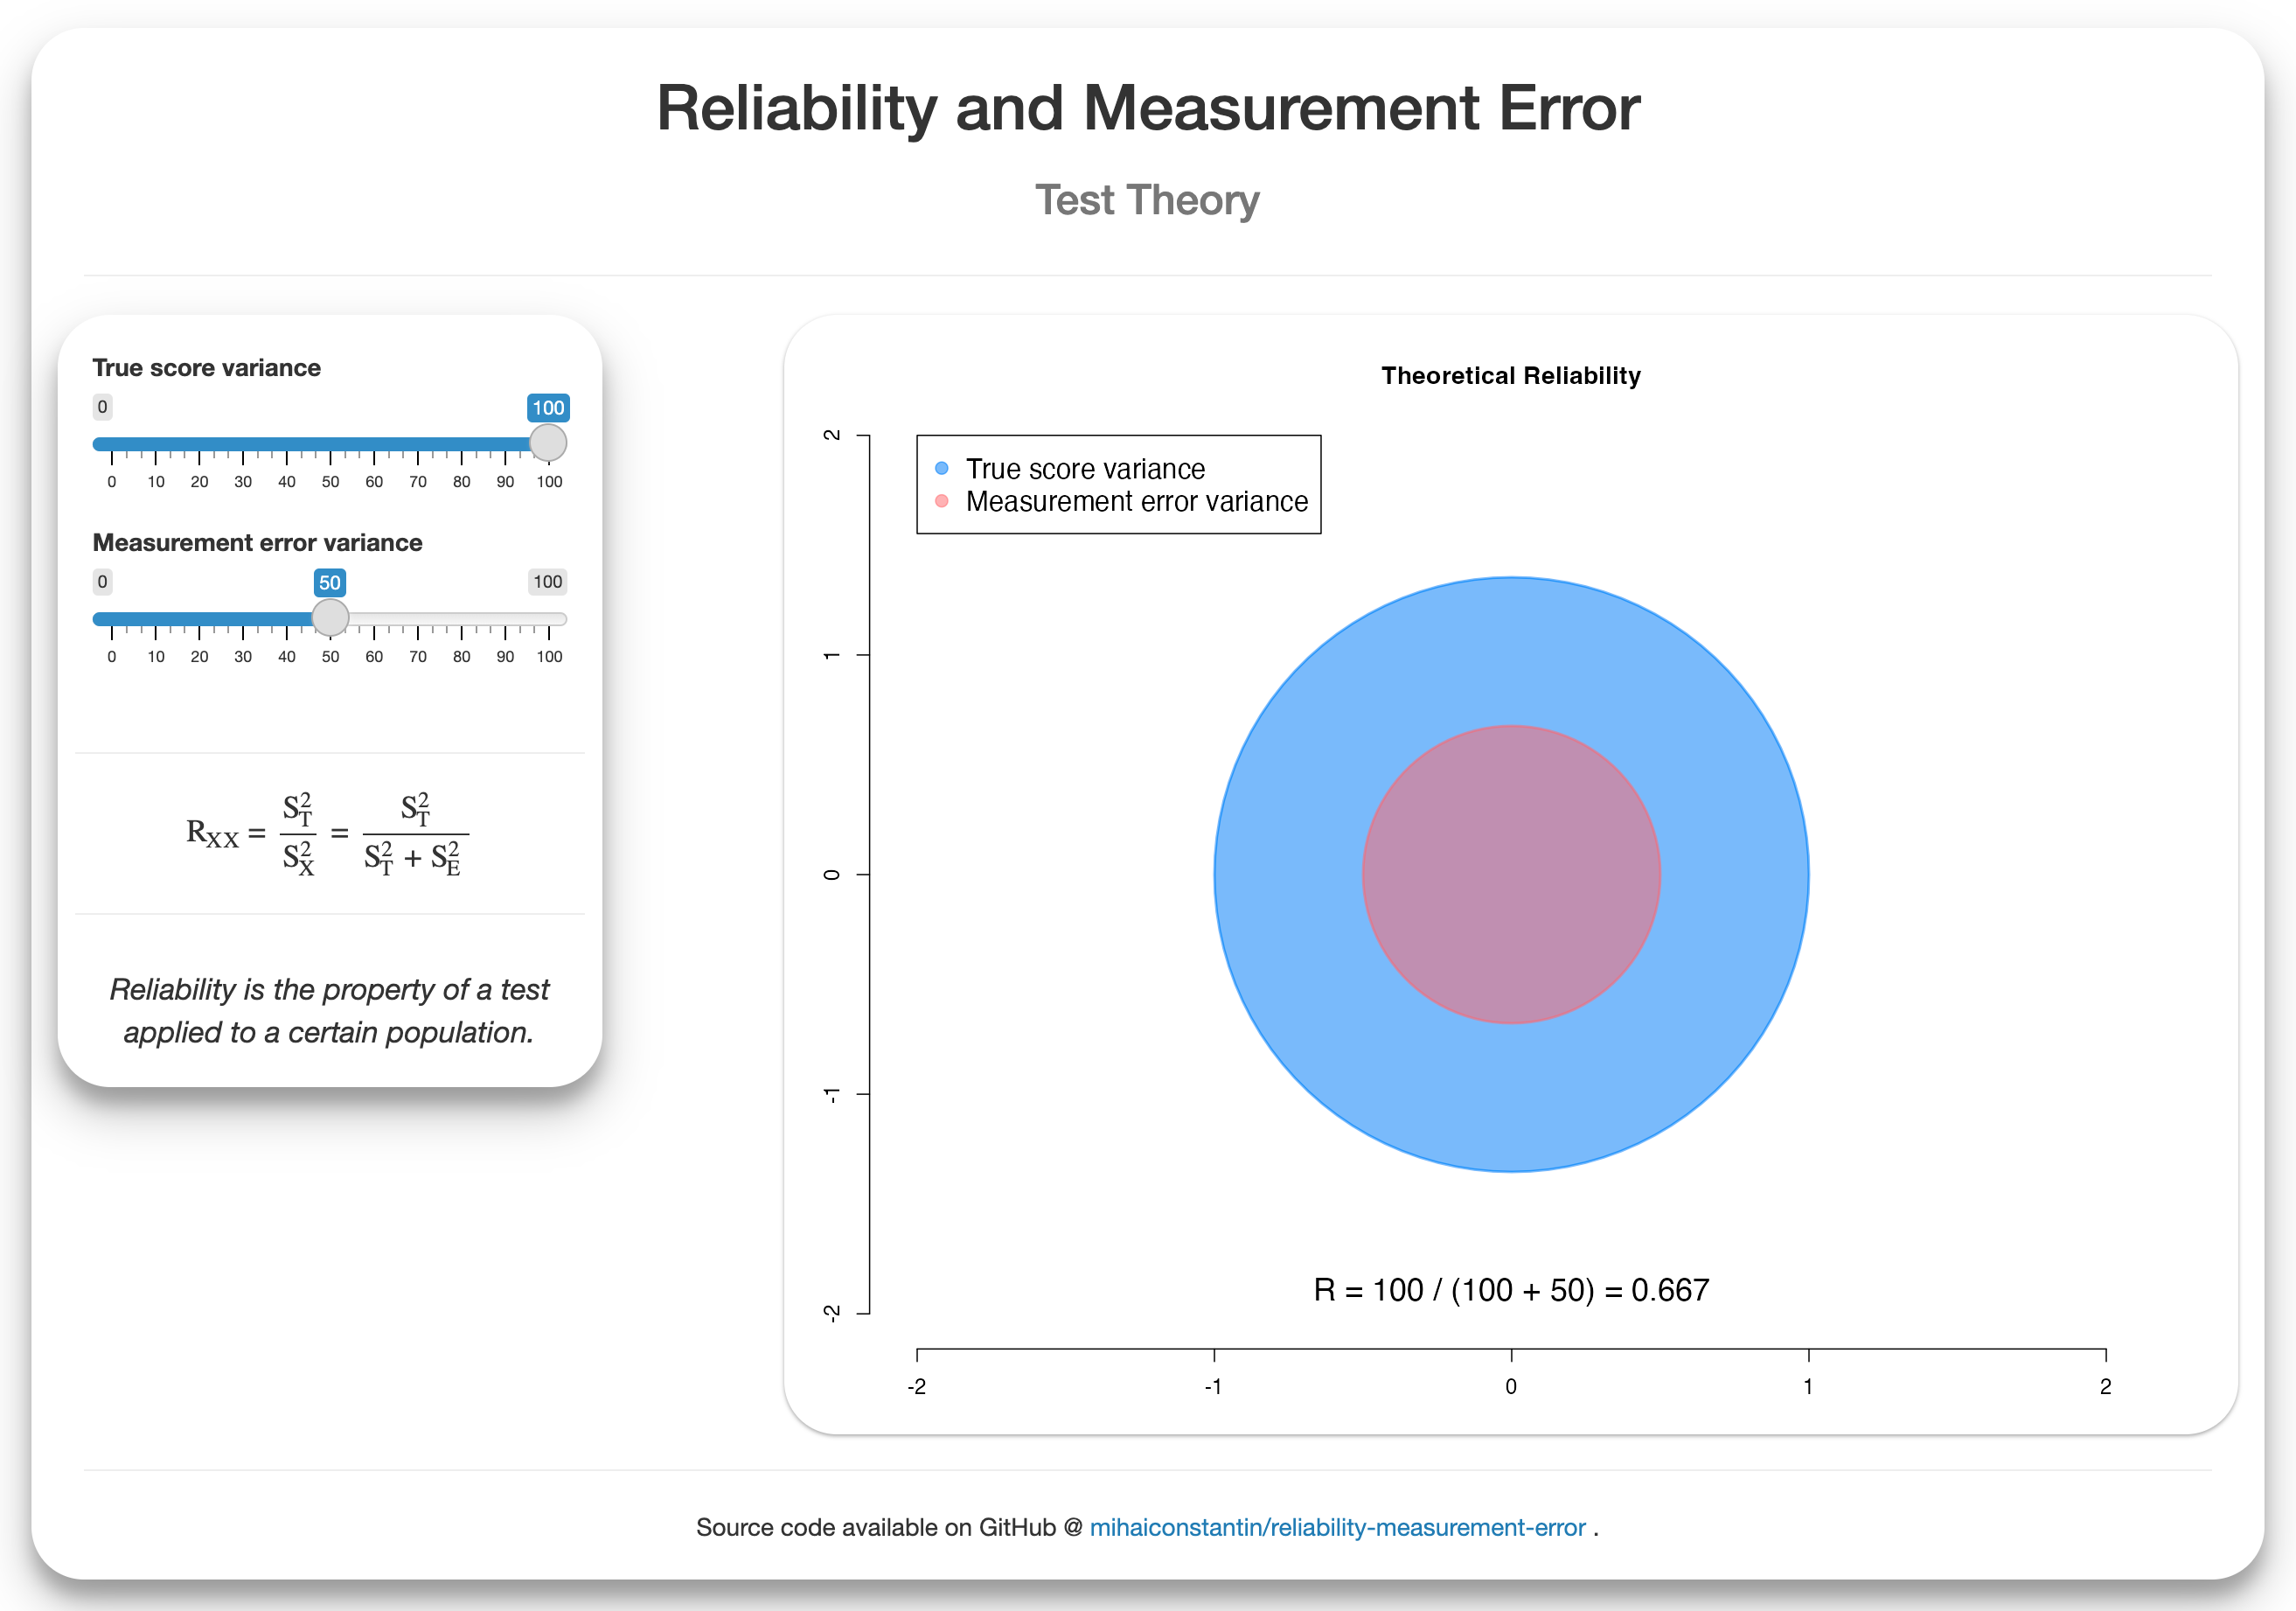 Reliability and Measurement Error
Test Theory
True score variance
0 100
0 10 20 30 40 50 60 70 80 90 100
Measurement error variance
0 50 100
0 10 20 30 40 50 60 70 80 90 100
R_XX = S_T^2 / S_X^2 = S_T^2 / (S_T^2 + S_E^2)
Reliability is the property of a test
applied to a certain population.
Theoretical Reliability
True score variance
Measurement error variance
2
1
0
-1
-2
R = 100 / (100 + 50) = 0.667
-2 -1 0 1 2
Source code available on GitHub @ mihaiconstantin/reliability-measurement-error .